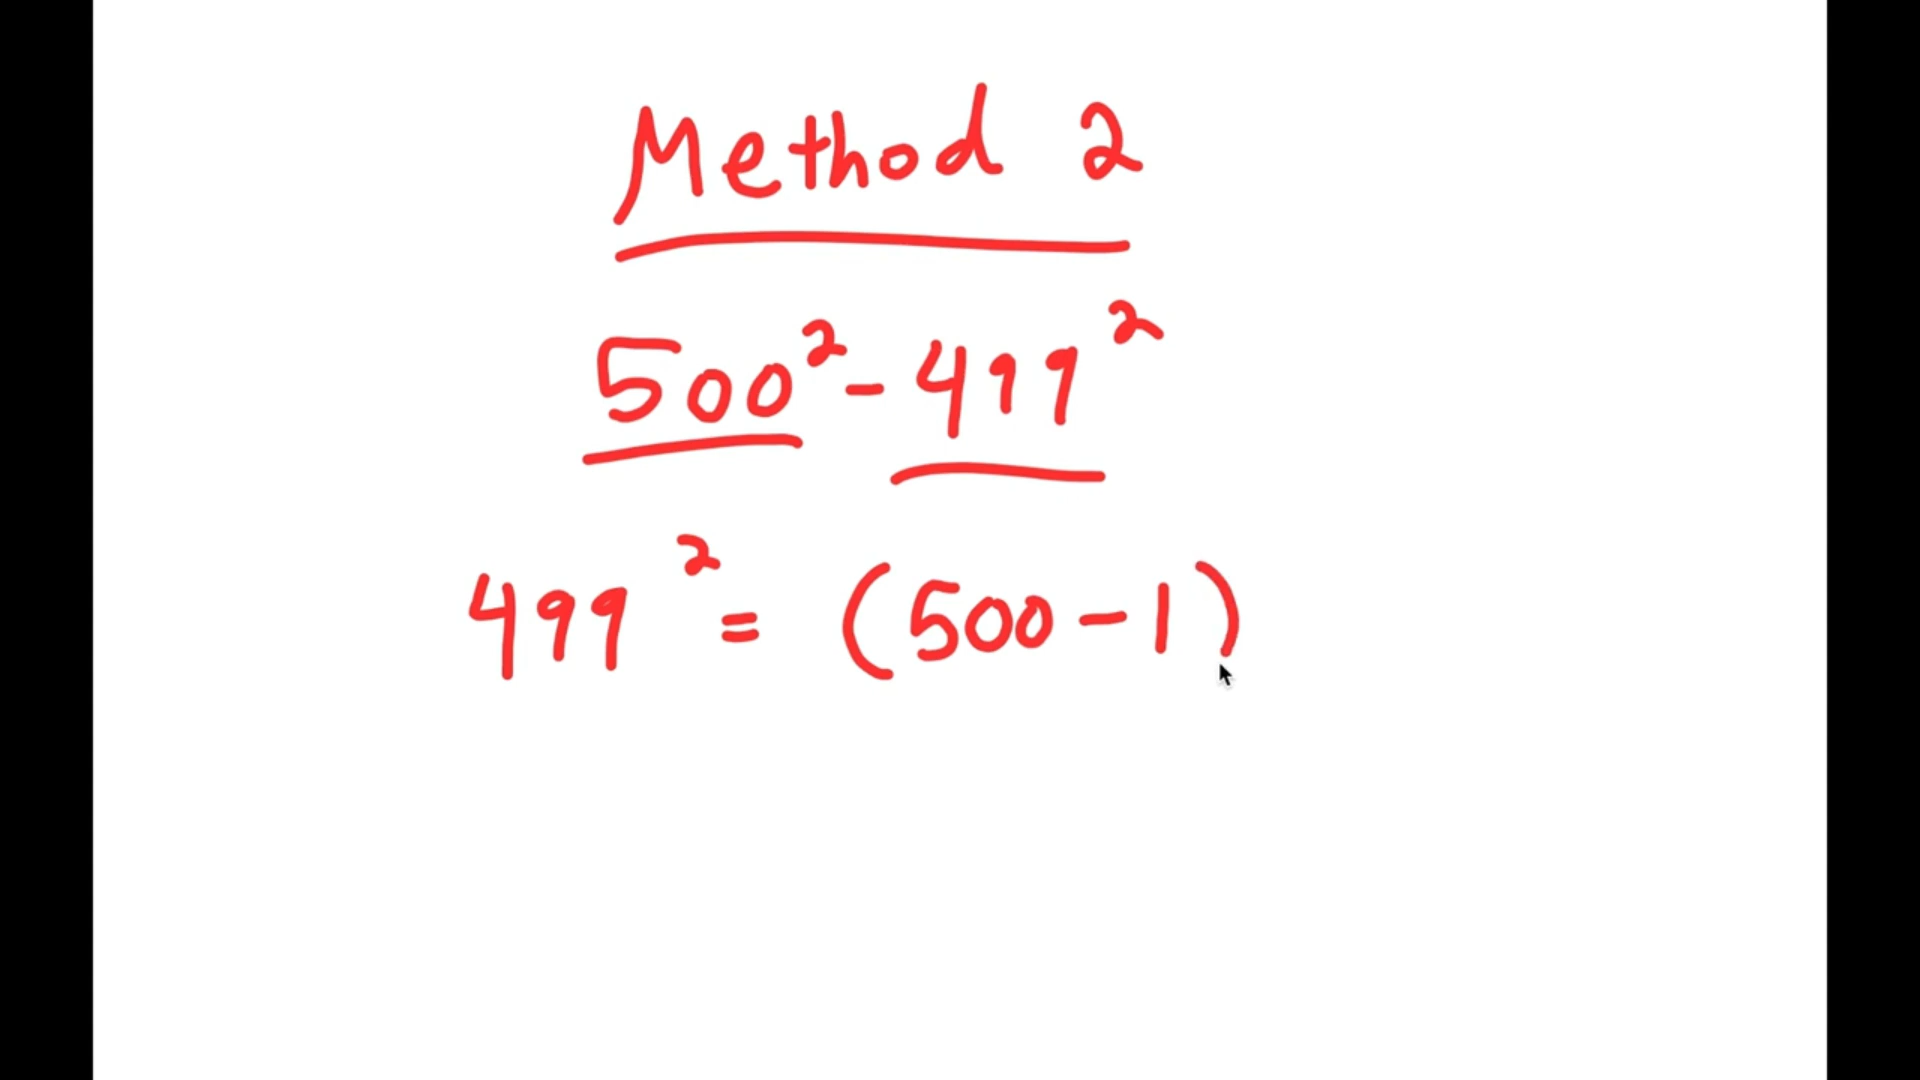 Method 2
500² - 499²
499² = (500 - 1)